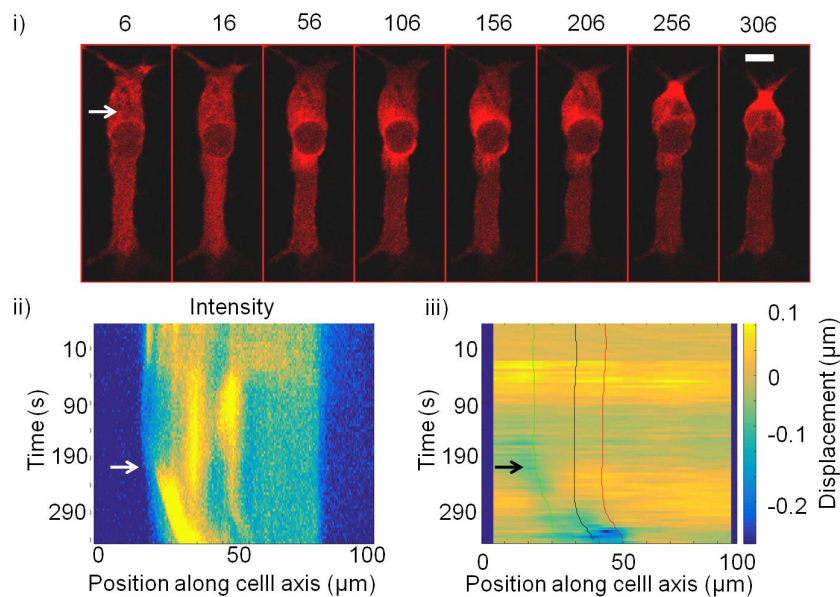 i)
6 16 56 106 156 206 256 306
ii) Intensity
Time (s)
10
90
190
290
0 50 100
Position along celll axis (µm)
iii)
Time (s)
10
90
190
290
0 50 100
Position along celll axis (µm)
0.1
0
-0.1
-0.2
Displacement (µm)